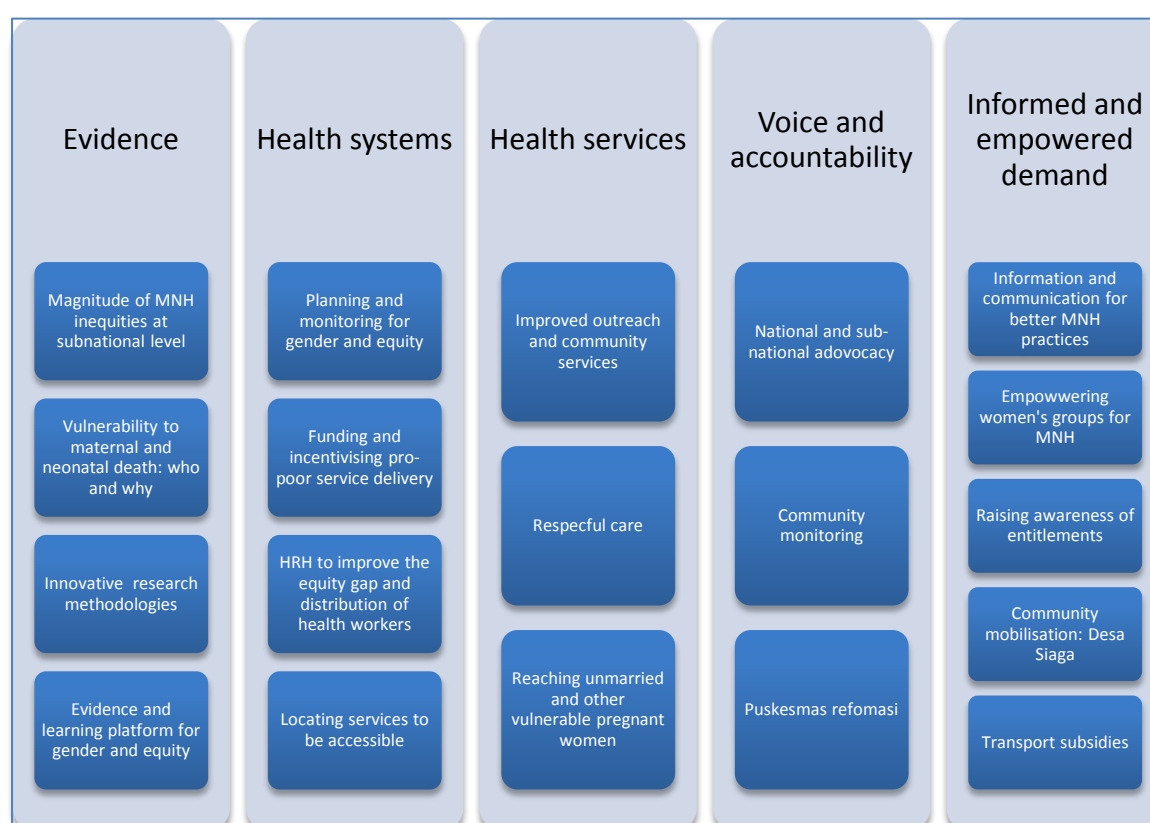 Evidence
Magnitude of MNH
inequities at
subnational level
Vulnerability to
maternal and
neonatal death: who
and why
Innovative research
methodologies
Evidence and
learning platform for
gender and equity
Health systems
Planning and
monitoring for
gender and equity
Funding and
incentivising pro-
poor service delivery
HRH to improve the
equity gap and
distribution of
health workers
Locating services to
be accessible
Health services
Improved outreach
and community
services
Respecful care
Reaching unmarried
and other
vulnerable pregnant
women
Voice and
accountability
National and sub-
national adovocacy
Community
monitoring
Puskesmas refomasi
Informed and
empowered
demand
Information and
communication for
better MNH
practices
Empowwering
women's groups for
MNH
Raising awareness of
entitlements
Community
mobilisation: Desa
Siaga
Transport subsidies